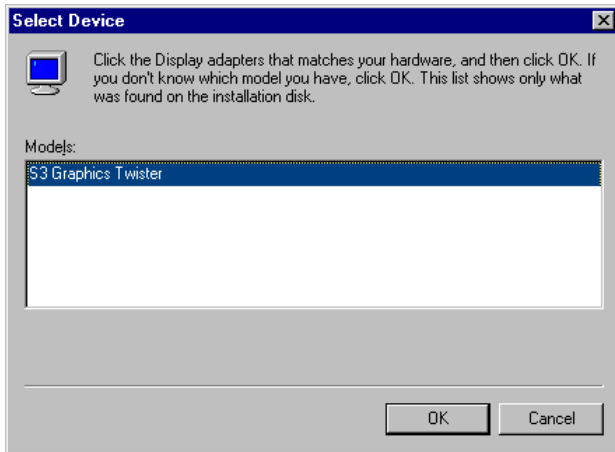 Select Device
Click the Display adapters that matches your hardware, and then click OK. If
you don't know which model you have, click OK. This list shows only what
was found on the installation disk.
Models:
S3 Graphics Twister
OK
Cancel